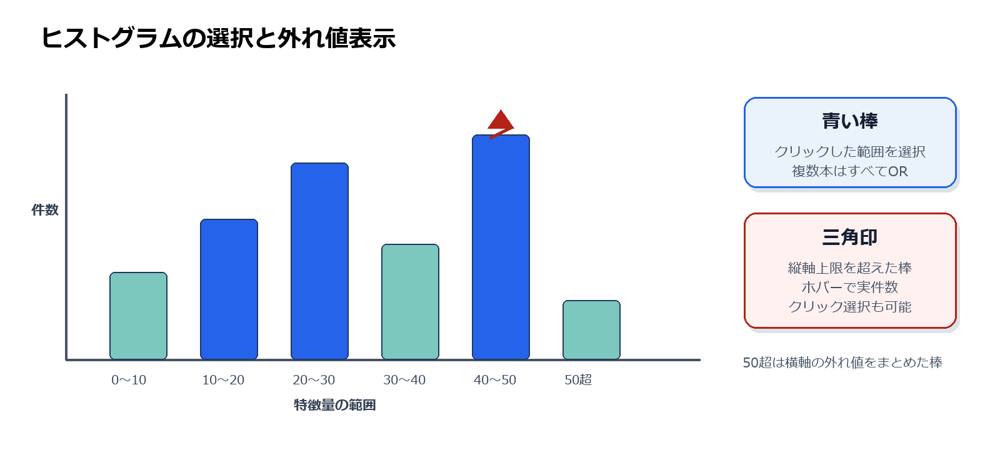 ヒストグラムの選択と外れ値表示
件数
0～10
10～20
20～30
30～40
40～50
50超
特徴量の範囲
青い棒
クリックした範囲を選択
複数本はすべてOR
三角印
縦軸上限を超えた棒
ホバーで実件数
クリック選択も可能
50超は横軸の外れ値をまとめた棒